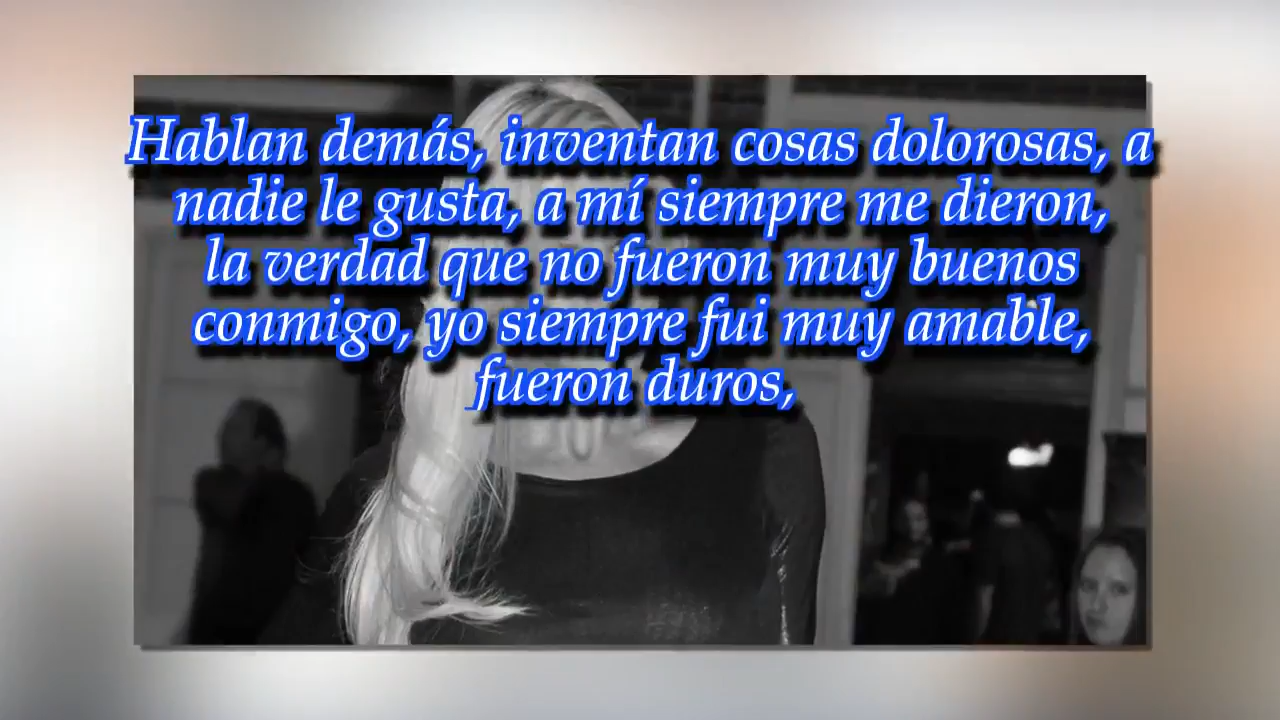 Hablan demás, inventan cosas dolorosas, a
nadie le gusta, a mí siempre me dieron,
la verdad que no fueron muy buenos
conmigo, yo siempre fui muy amable,
fueron duros,